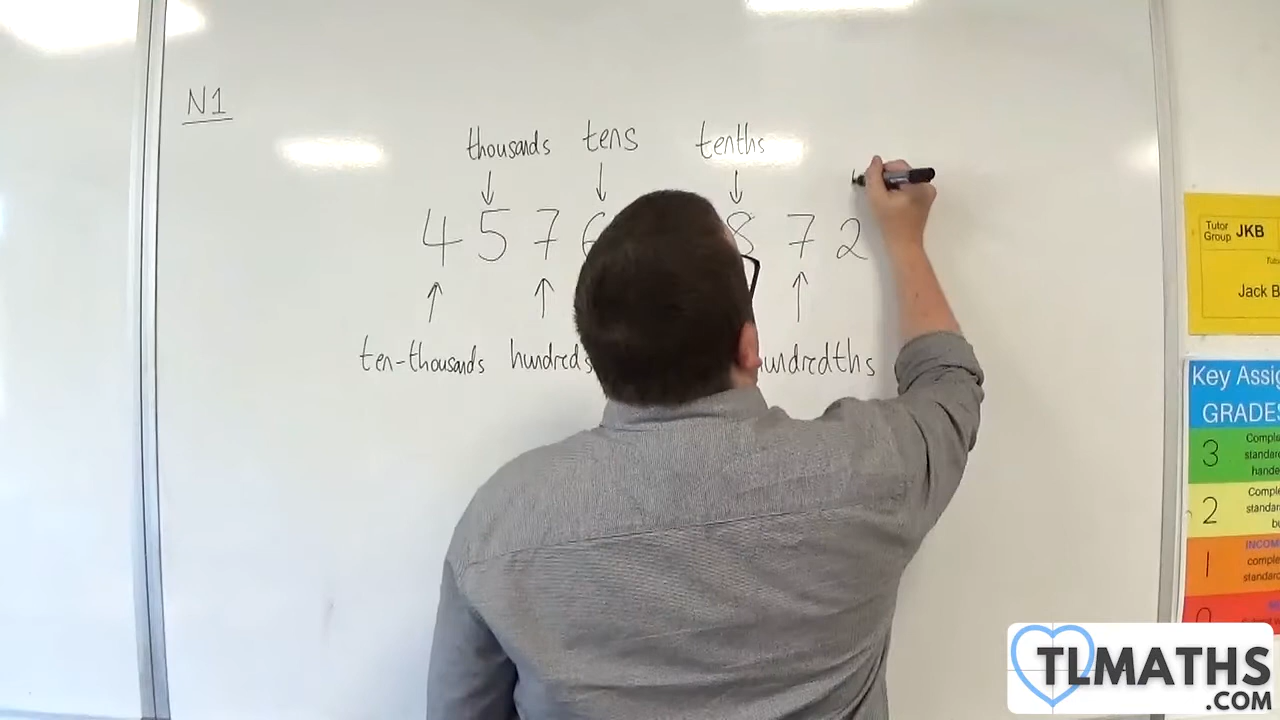 N1
thousands tens tenths
4 5 7 6 8 7 2
ten-thousands hundreds hundredths
Tutor Group JKB
Jack B
Key Assig
GRADES
3
2
1
INCOM
TLMATHS
.COM